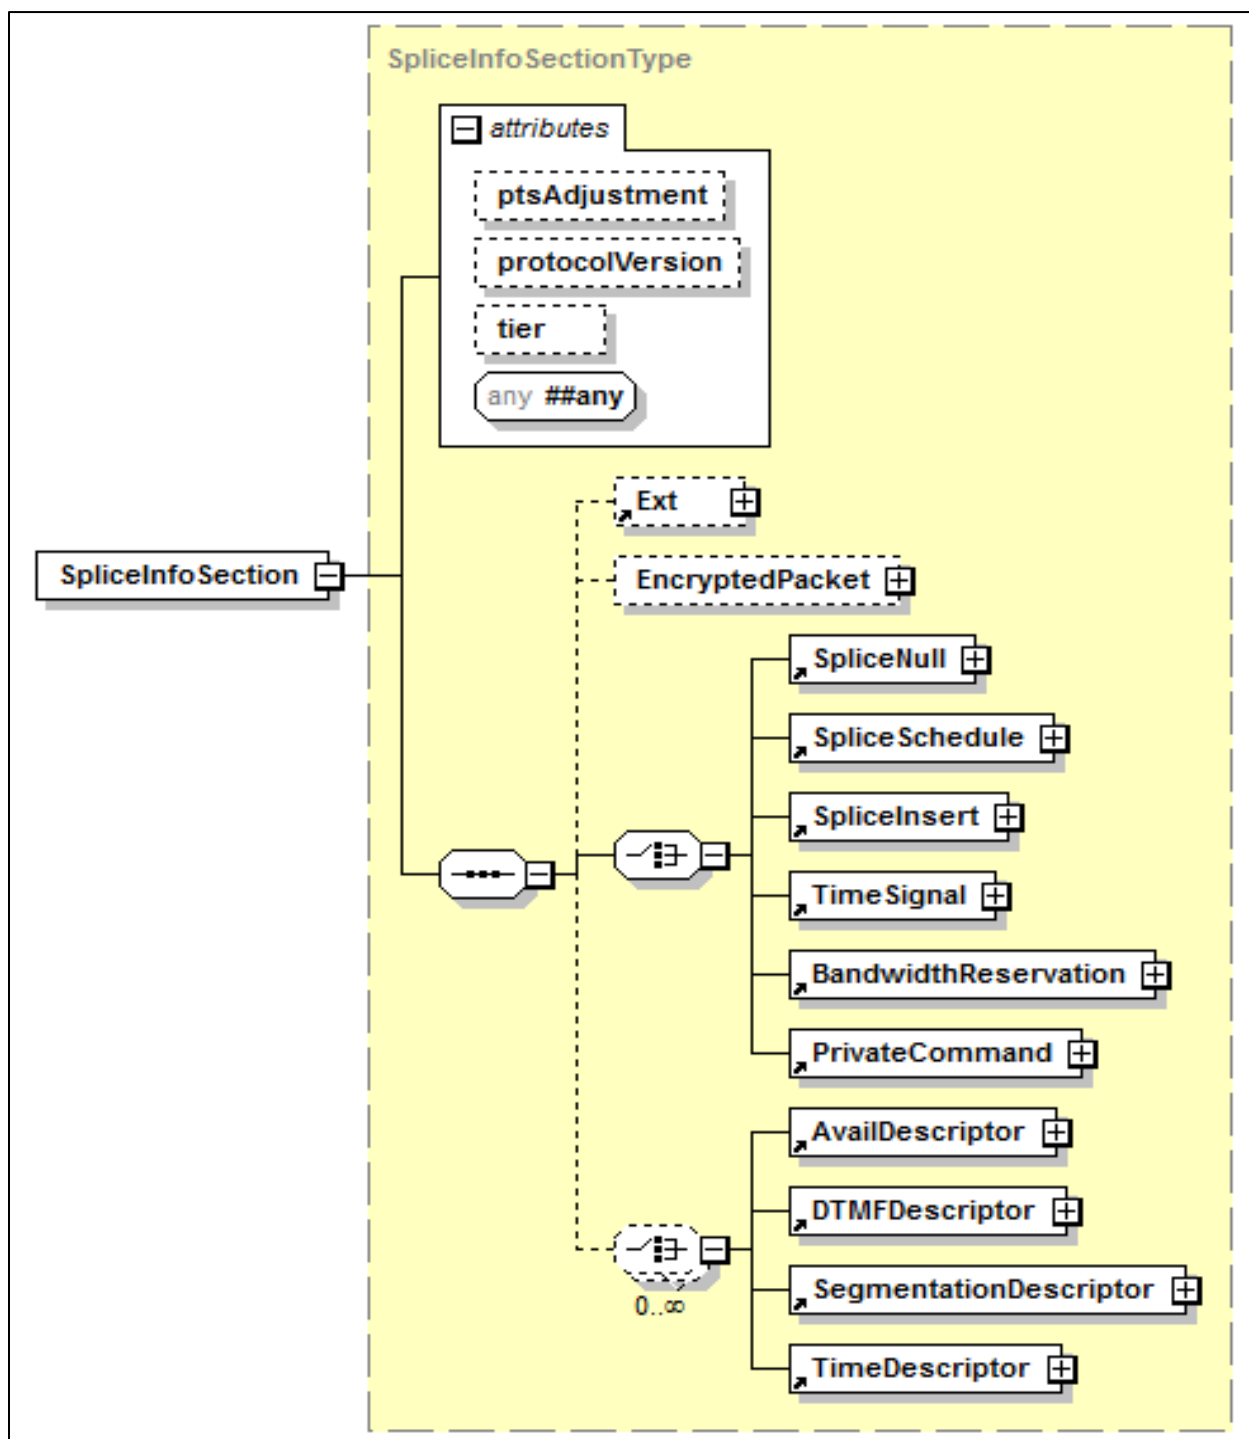 SpliceInfoSectionType
attributes
ptsAdjustment
protocolVersion
tier
any ##any
Ext
EncryptedPacket
SpliceInfoSection
SpliceNull
SpliceSchedule
SpliceInsert
TimeSignal
BandwidthReservation
PrivateCommand
AvailDescriptor
DTMFDescriptor
SegmentationDescriptor
0..∞
TimeDescriptor